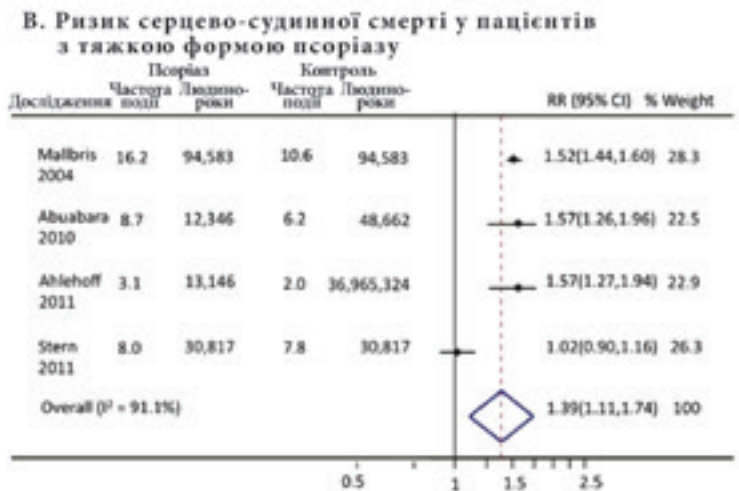 В. Ризик серцево-судинної смерті у пацієнтів
з тяжкою формою псоріазу
Псоріаз Контроль
Частота Людино- Частота Людино-
Дослідження події роки події роки RR (95% CI) % Weight
Mallbris 16.2 94,583 10.6 94,583 1.52(1.44,1.60) 28.3
2004
Abuabara 8.7 12,346 6.2 48,662 1.57(1.26,1.96) 22.5
2010
Ahlehoff 3.1 13,146 2.0 36,965,324 1.57(1.27,1.94) 22.9
2011
Stern 8.0 30,817 7.8 30,817 1.02(0.90,1.16) 26.3
2011
Overall (I² = 91.1%) 1.39(1.11,1.74) 100
0.5 1 1.5 2.5